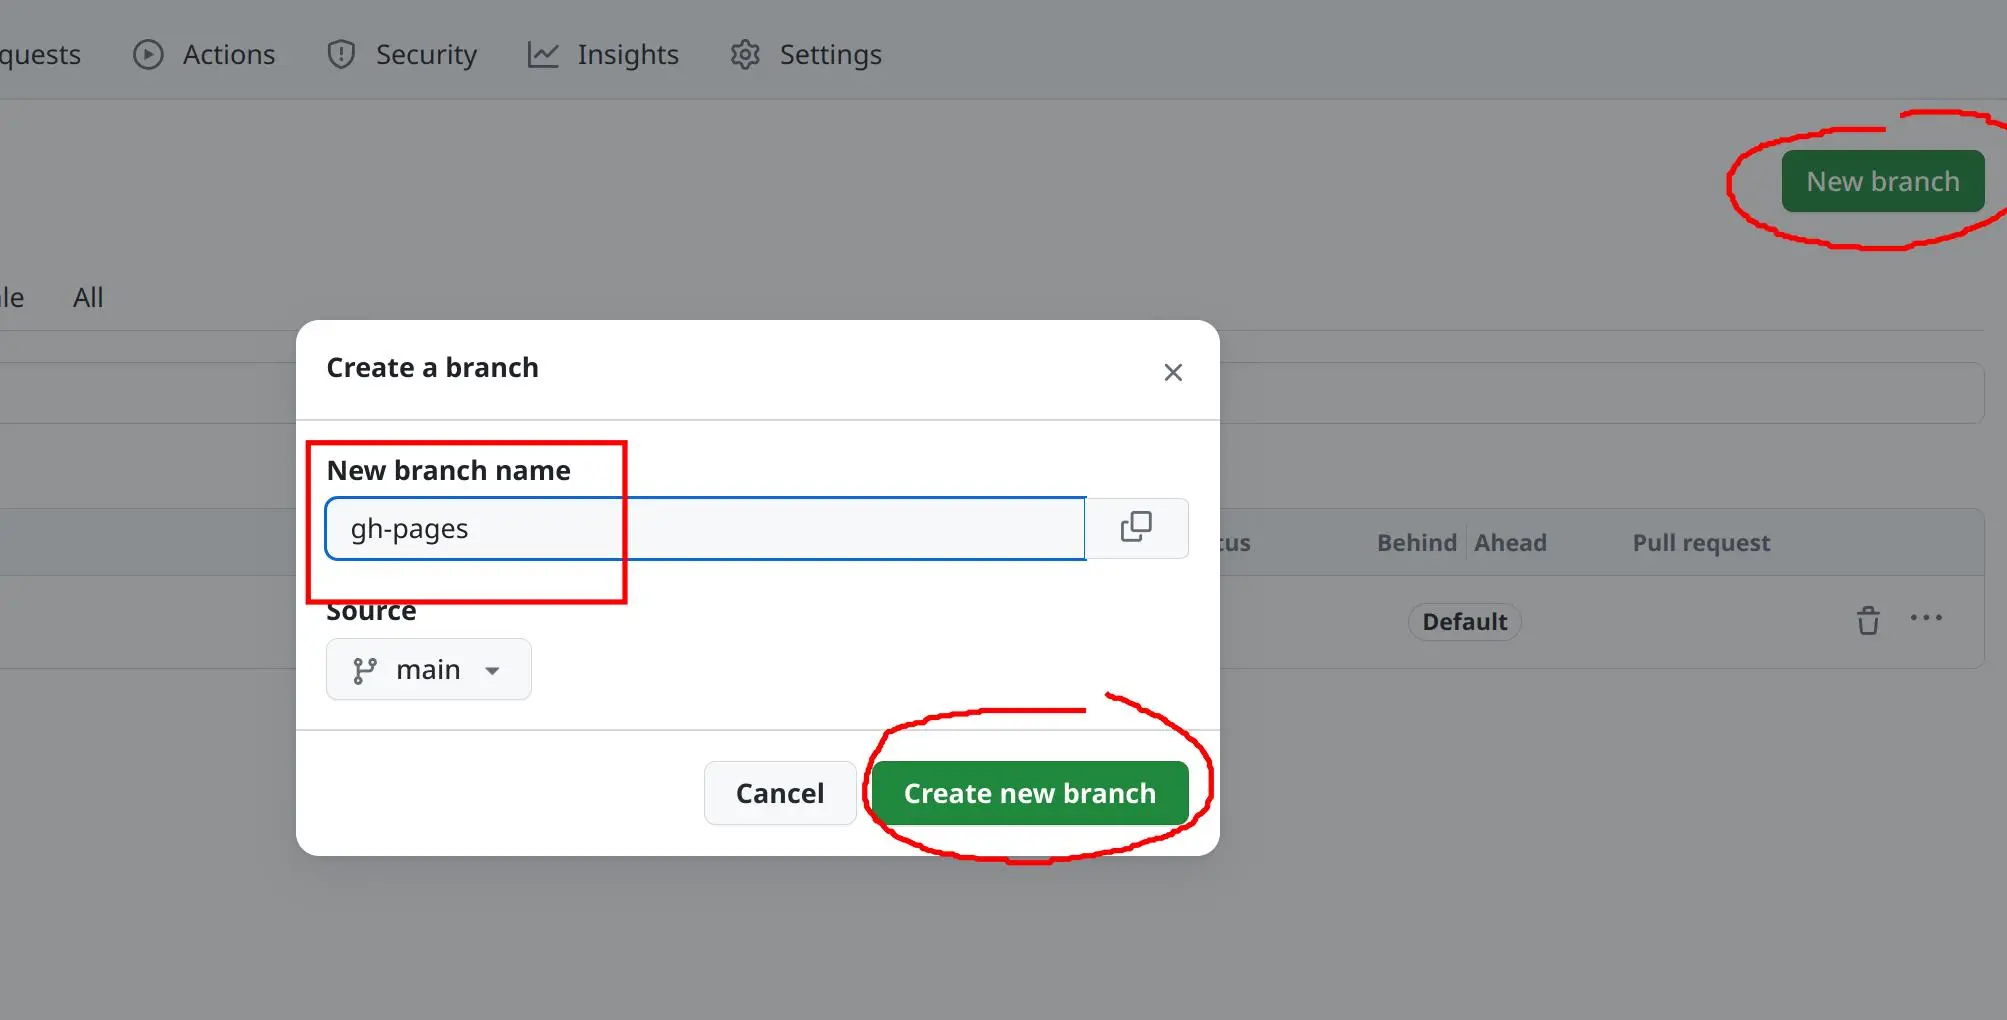 quests Actions Security Insights Settings
New branch
le All
Create a branch
New branch name
gh-pages
tus Behind Ahead Pull request
Source
Default
main
Cancel Create new branch